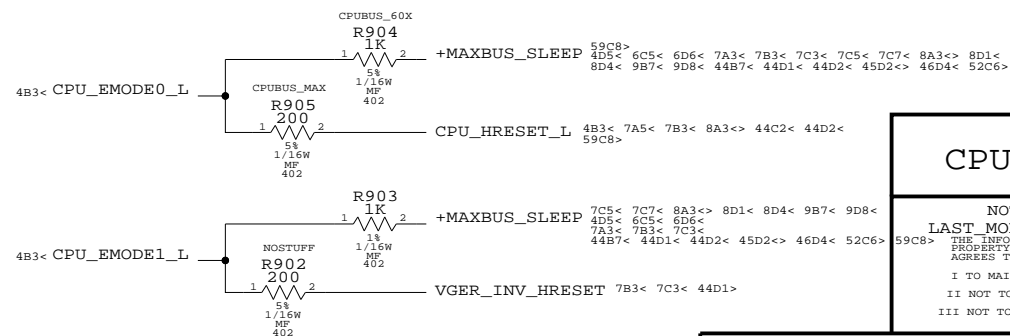 CPUBUS_60X
R904
1K
1 2
+MAXBUS_SLEEP
59C8>
4D5< 6C5< 6D6< 7A3< 7B3< 7C3< 7C5< 7C7< 8A3<> 8D1<
8D4< 9B7< 9D8< 44B7< 44D1< 44D2< 45D2<> 46D4< 52C6>
5%
1/16W
MF
402
4B3< CPU_EMODE0_L
CPUBUS_MAX
R905
200
1 2
CPU_HRESET_L
4B3< 7A5< 7B3< 8A3<> 44C2< 44D2<
59C8>
5%
1/16W
MF
402
R903
1K
1 2
+MAXBUS_SLEEP
7C5< 7C7< 8A3<> 8D1< 8D4< 9B7< 9D8<
4D5< 6C5< 6D6<
7A3< 7B3< 7C3<
44B7< 44D1< 44D2< 45D2<> 46D4< 52C6> 59C8>
1%
1/16W
MF
402
4B3< CPU_EMODE1_L
NOSTUFF
R902
200
1 2
VGER_INV_HRESET 7B3< 7C3< 44D1>
5%
1/16W
MF
402
CPU
NO
LAST_MO
THE INFO
PROPERTY
AGREES T
I TO MAI
II NOT TO
III NOT TO